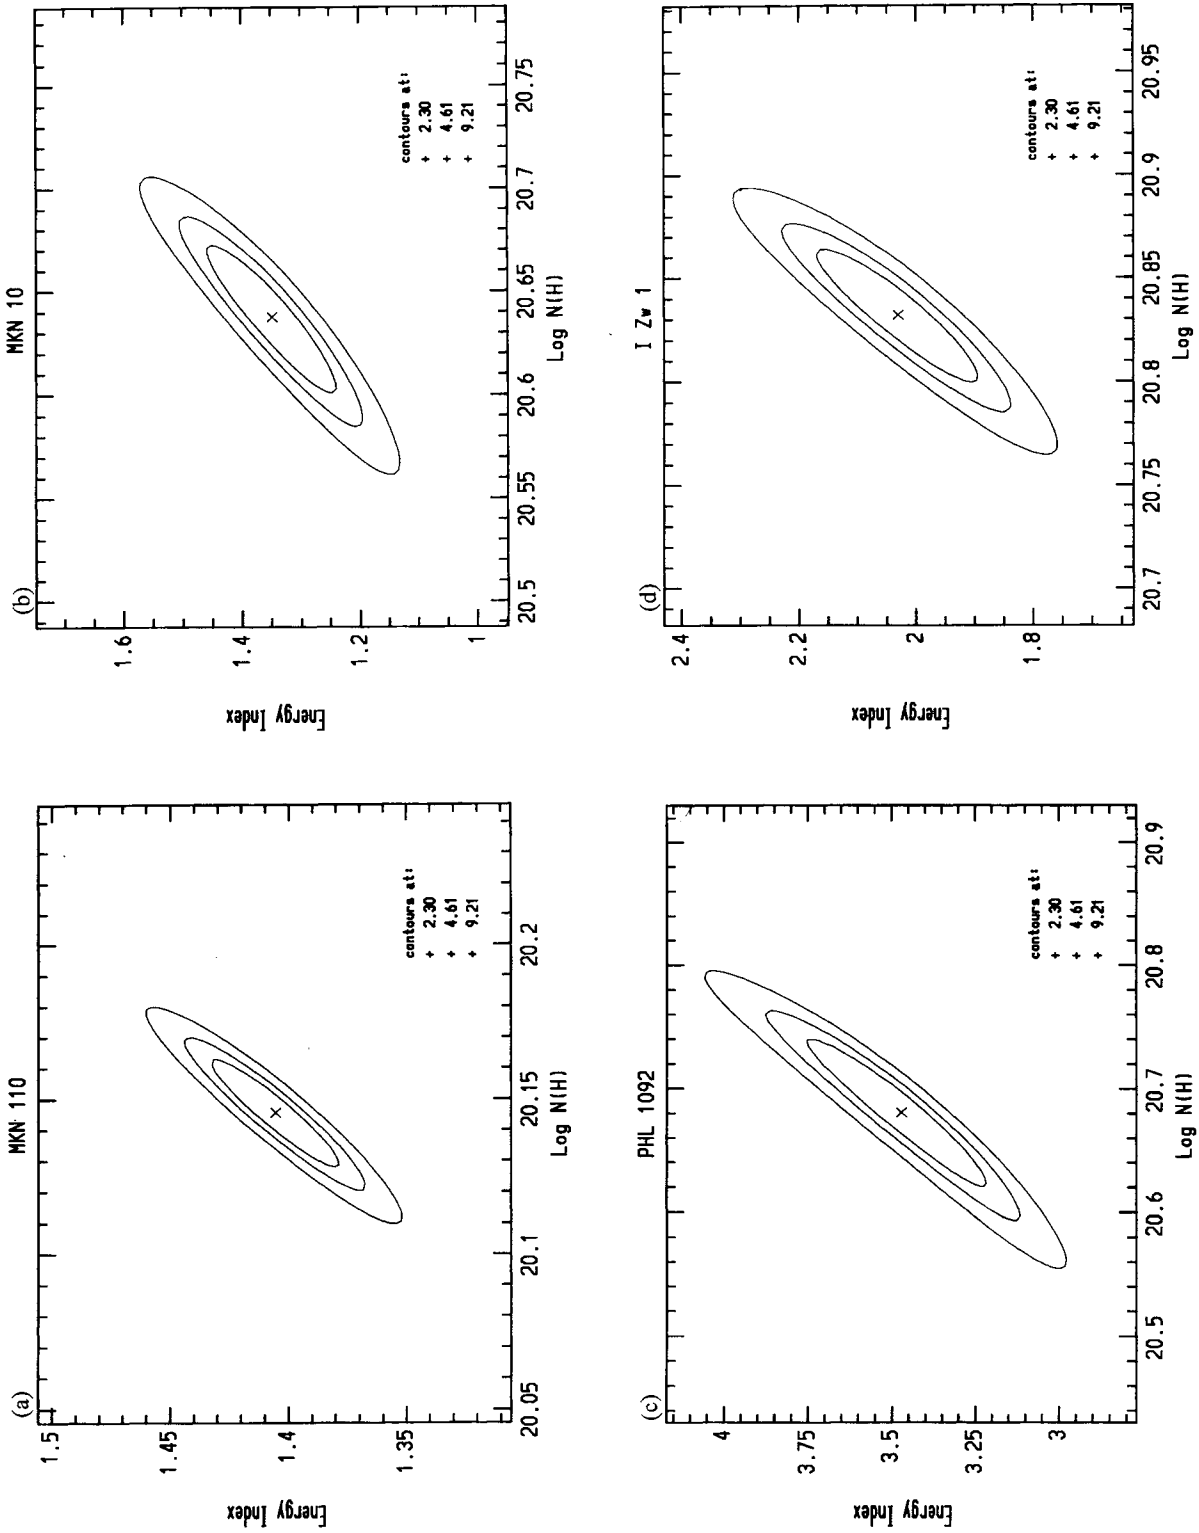 (a)
MKN 110
1.5
1.45
1.4
1.35
Energy Index
20.05
20.1
20.15
20.2
Log N(H)
contours at:
+ 2.30
+ 4.61
+ 9.21
(b)
MKN 10
1.6
1.4
1.2
1
Energy Index
20.5
20.55
20.6
20.65
20.7
20.75
Log N(H)
contours at:
+ 2.30
+ 4.61
+ 9.21
(c)
PHL 1092
4
3.75
3.5
3.25
3
Energy Index
20.5
20.6
20.7
20.8
20.9
Log N(H)
contours at:
+ 2.30
+ 4.61
+ 9.21
(d)
I Zw 1
2.4
2.2
2
1.8
Energy Index
20.7
20.75
20.8
20.85
20.9
20.95
Log N(H)
contours at:
+ 2.30
+ 4.61
+ 9.21